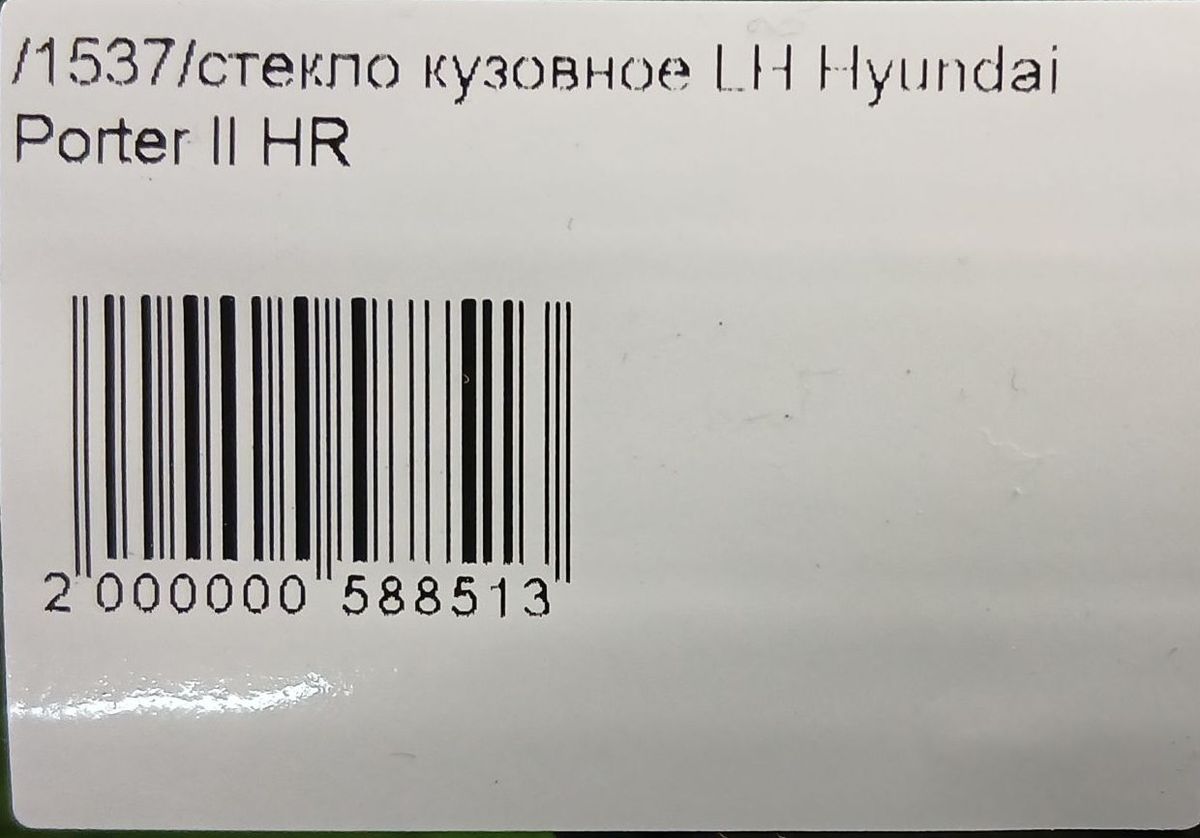 /1537/стекло кузовное LH Hyundai
Porter II HR
2 000000 588513